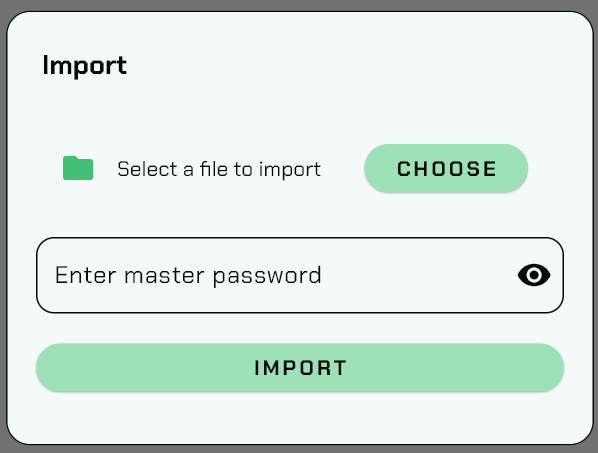 Import
Select a file to import
CHOOSE
Enter master password
IMPORT